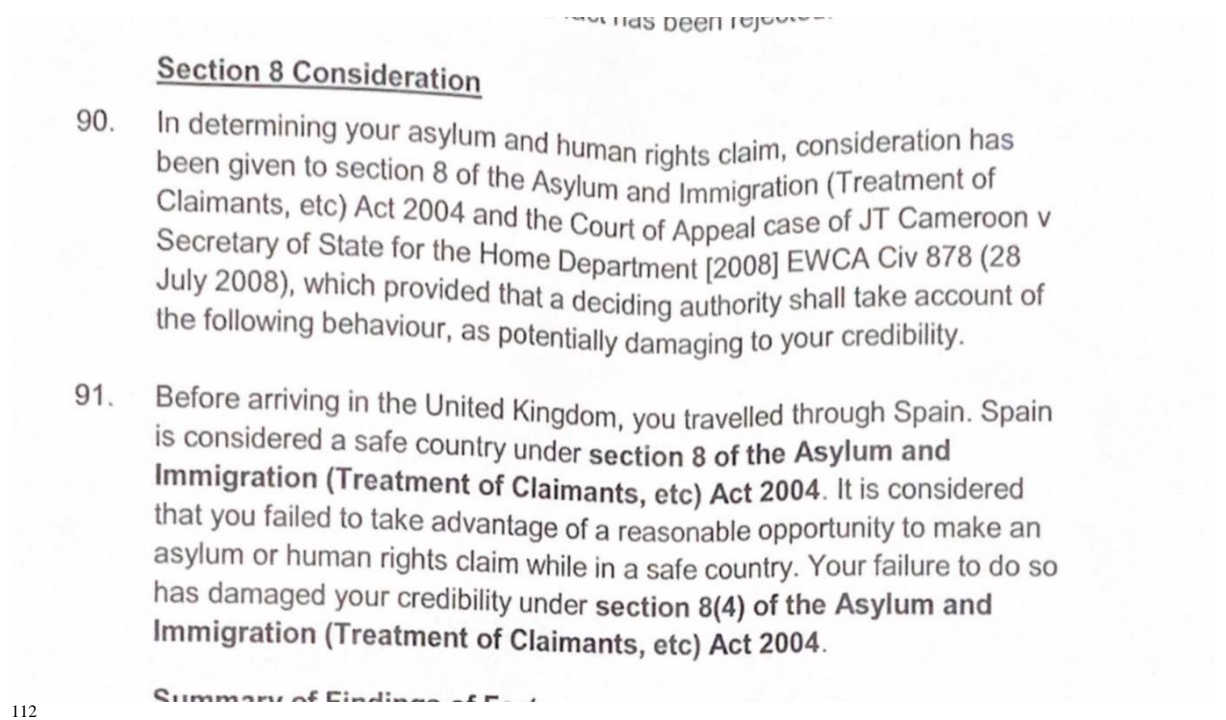 has been
Section 8 Consideration
90. In determining your asylum and human rights claim, consideration has
been given to section 8 of the Asylum and Immigration (Treatment of
Claimants, etc) Act 2004 and the Court of Appeal case of JT Cameroon v
Secretary of State for the Home Department [2008] EWCA Civ 878 (28
July 2008), which provided that a deciding authority shall take account of
the following behaviour, as potentially damaging to your credibility.
91. Before arriving in the United Kingdom, you travelled through Spain. Spain
is considered a safe country under section 8 of the Asylum and
Immigration (Treatment of Claimants, etc) Act 2004. It is considered
that you failed to take advantage of a reasonable opportunity to make an
asylum or human rights claim while in a safe country. Your failure to do so
has damaged your credibility under section 8(4) of the Asylum and
Immigration (Treatment of Claimants, etc) Act 2004.
Summary of Findings of
112